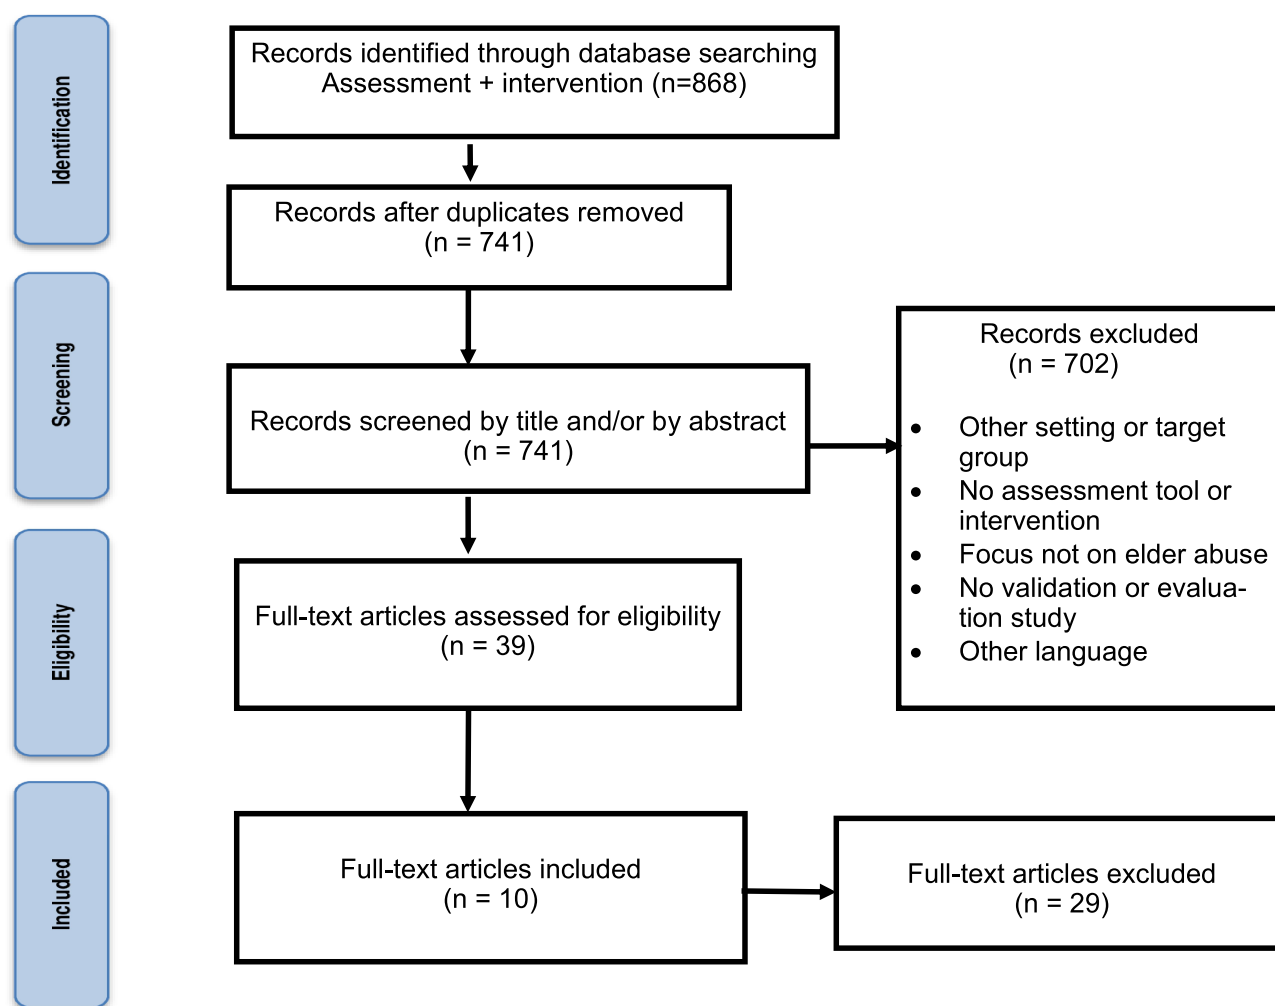 Identification
Records identified through database searching
Assessment + intervention (n=868)
Records after duplicates removed
(n = 741)
Screening
Records screened by title and/or by abstract
(n = 741)
Records excluded
(n = 702)
• Other setting or target
group
• No assessment tool or
intervention
• Focus not on elder abuse
• No validation or evalua-
tion study
• Other language
Eligibility
Full-text articles assessed for eligibility
(n = 39)
Included
Full-text articles included
(n = 10)
Full-text articles excluded
(n = 29)